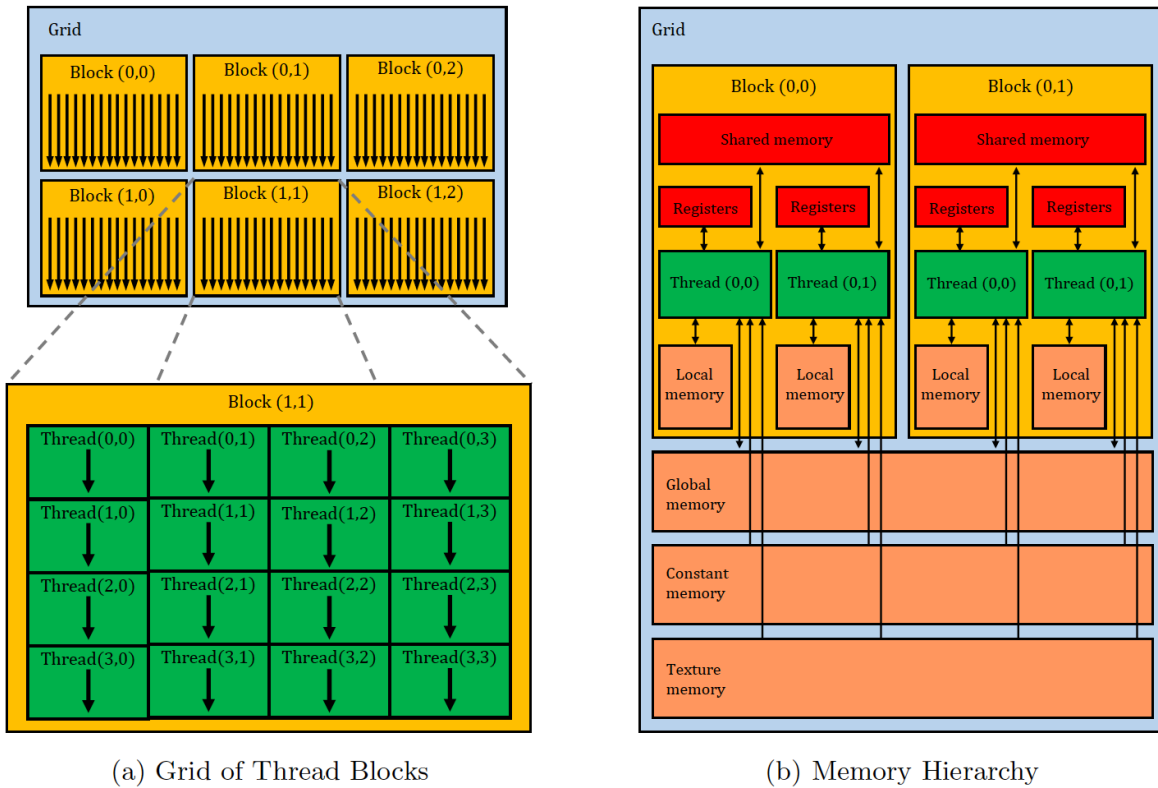 Grid
Block (0,0)
Block (0,1)
Block (0,2)
Block (1,0)
Block (1,1)
Block (1,2)
Block (1,1)
Thread(0,0)
Thread(0,1)
Thread(0,2)
Thread(0,3)
Thread(1,0)
Thread(1,1)
Thread(1,2)
Thread(1,3)
Thread(2,0)
Thread(2,1)
Thread(2,2)
Thread(2,3)
Thread(3,0)
Thread(3,1)
Thread(3,2)
Thread(3,3)
(a) Grid of Thread Blocks
Grid
Block (0,0)
Shared memory
Registers
Registers
Thread (0,0)
Thread (0,1)
Local
memory
Local
memory
Block (0,1)
Shared memory
Registers
Registers
Thread (0,0)
Thread (0,1)
Local
memory
Local
memory
Global
memory
Constant
memory
Texture
memory
(b) Memory Hierarchy